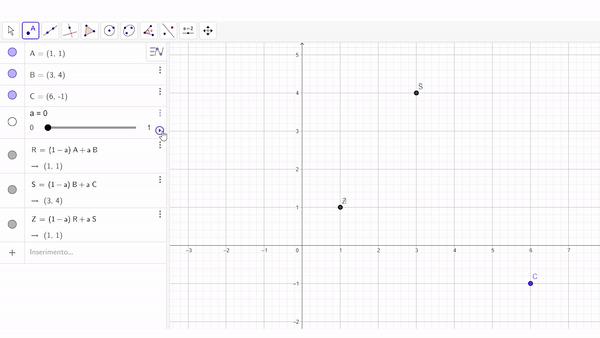 A = (1, 1)
B = (3, 4)
C = (6, -1)
a = 0
0 1
R = (1 − a) A + a B
→ (1, 1)
S = (1 − a) B + a C
→ (3, 4)
Z = (1 − a) R + a S
→ (1, 1)
Inserimento...
5
S
4
3
2
Z
1
−3 −2 −1 0 1 2 3 4 5 6 7
C
−1
−2